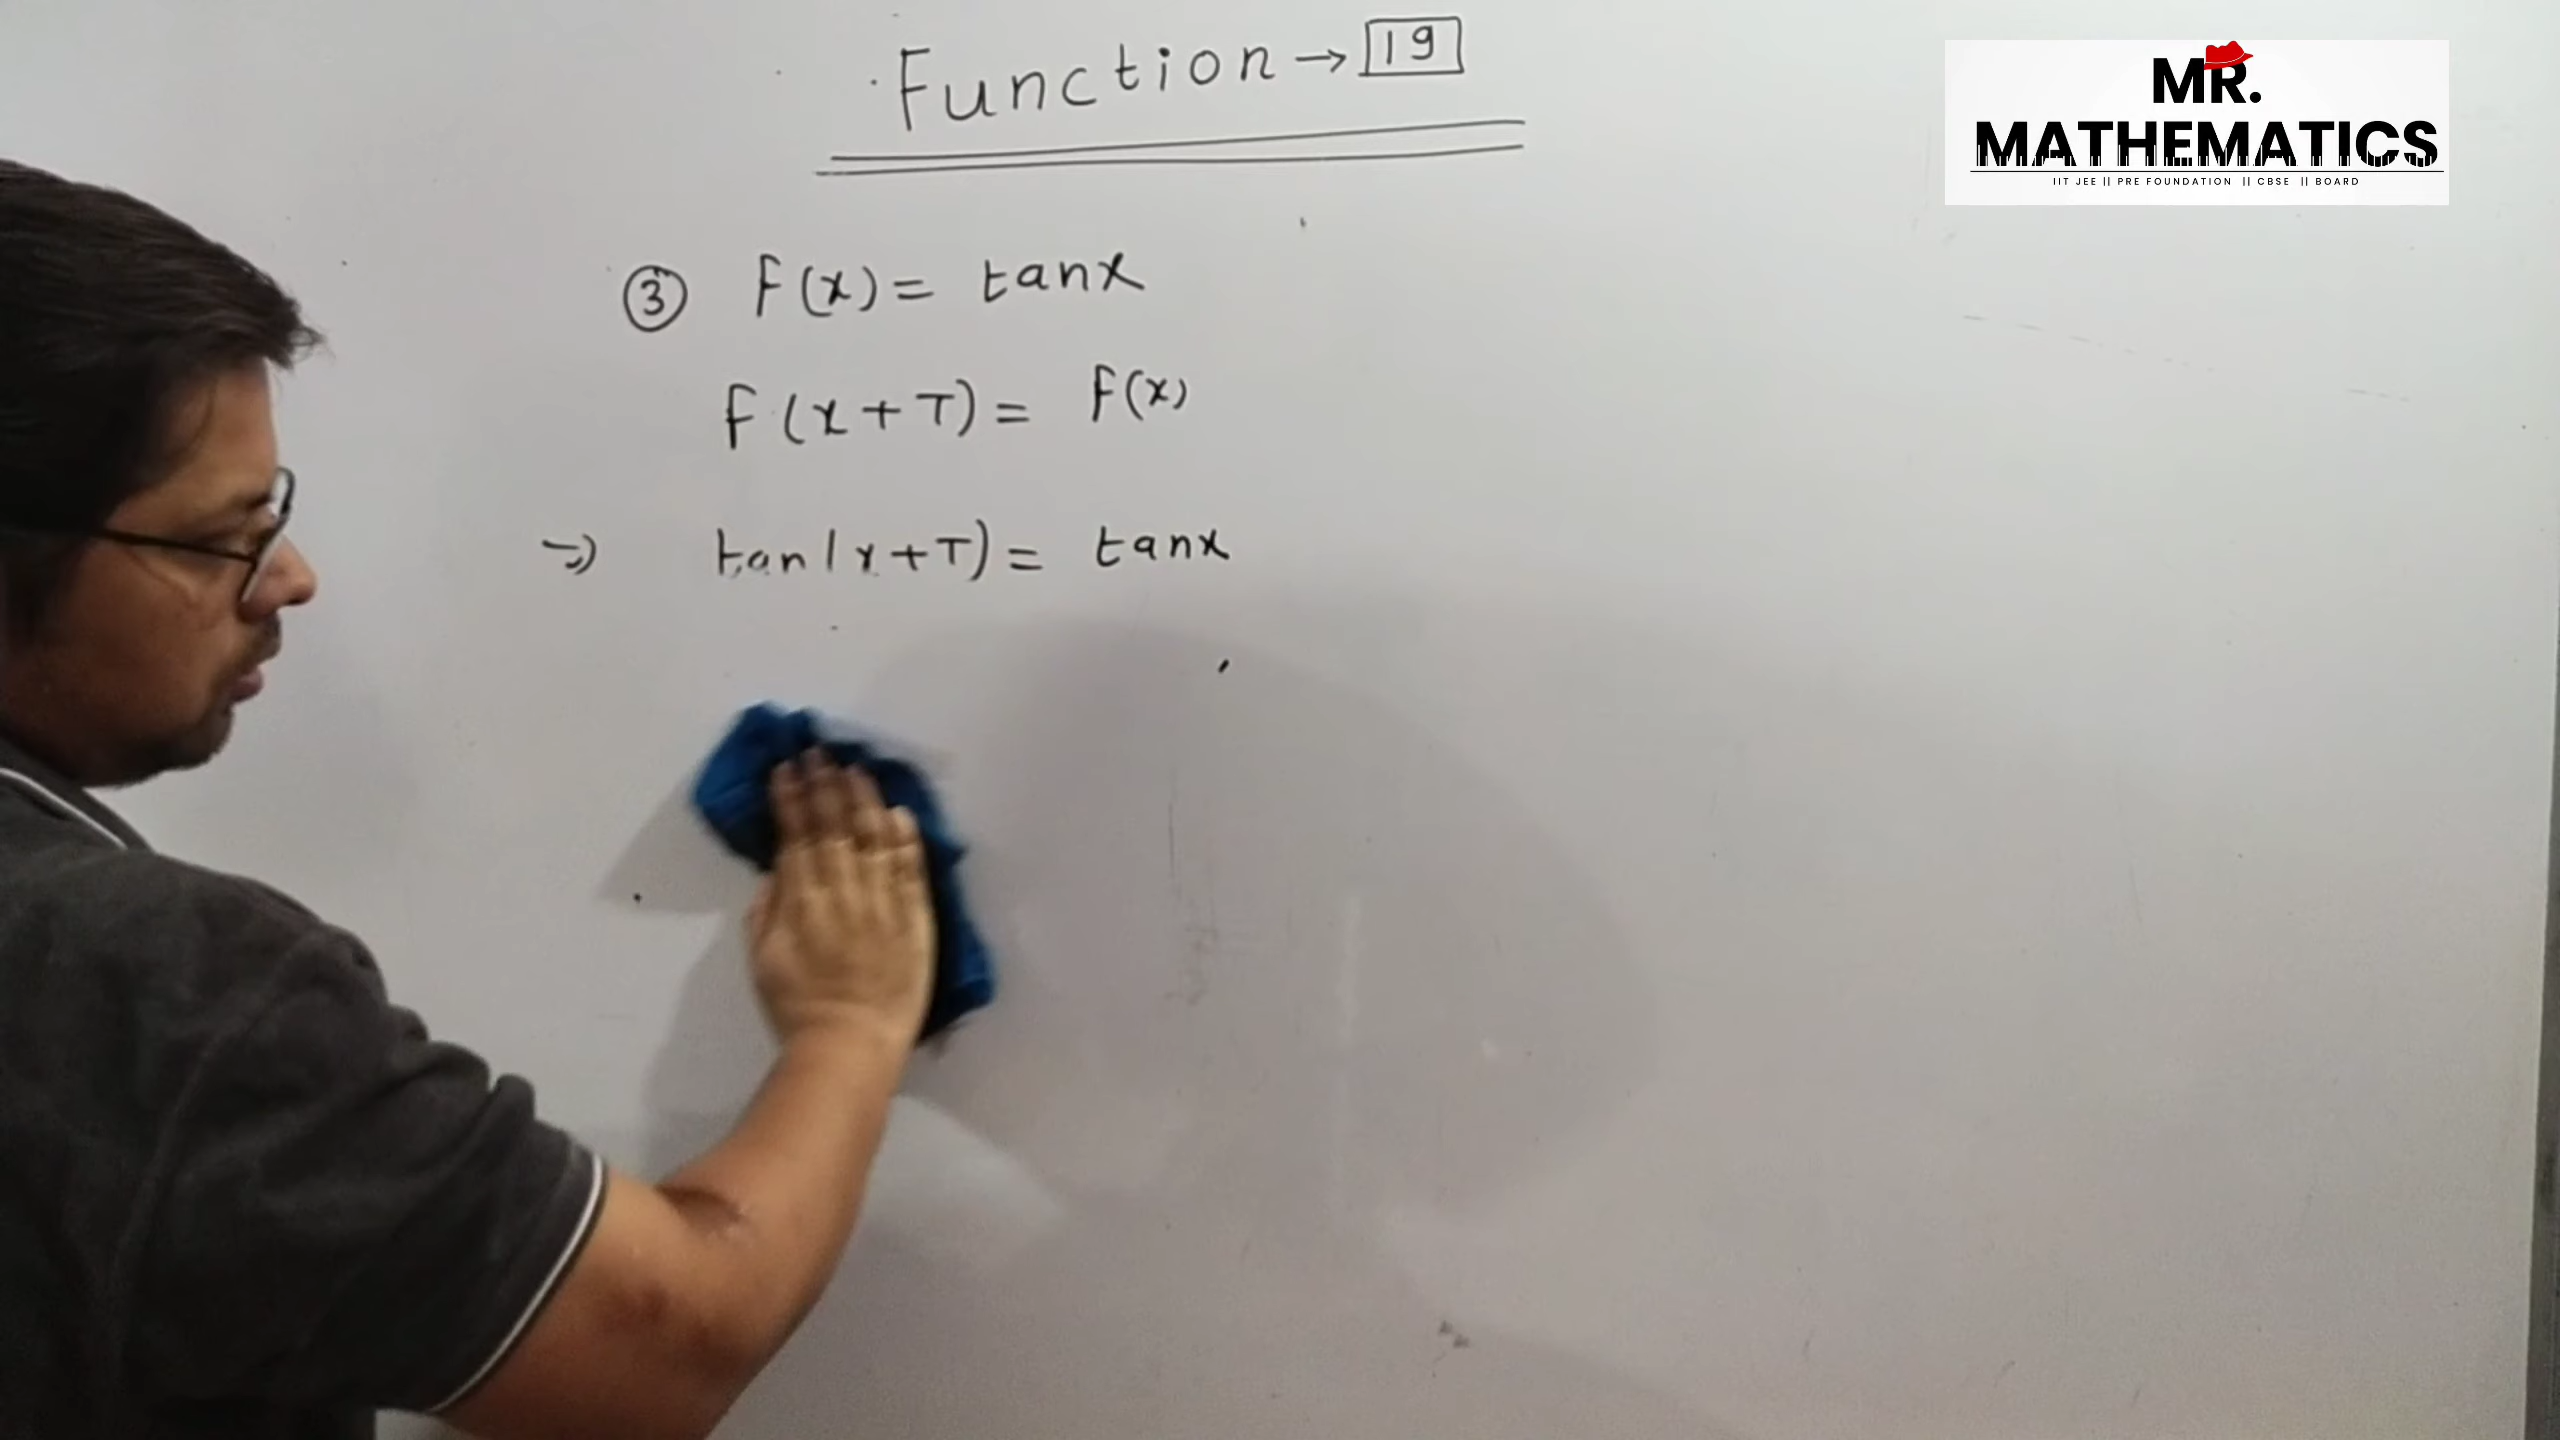 Function → 19
③ F(x) = tanx
F(x+T) = F(x)
⇒ tan(x+T) = tanx
MR.
MATHEMATICS
IIT JEE || PRE FOUNDATION || CBSE || BOARD